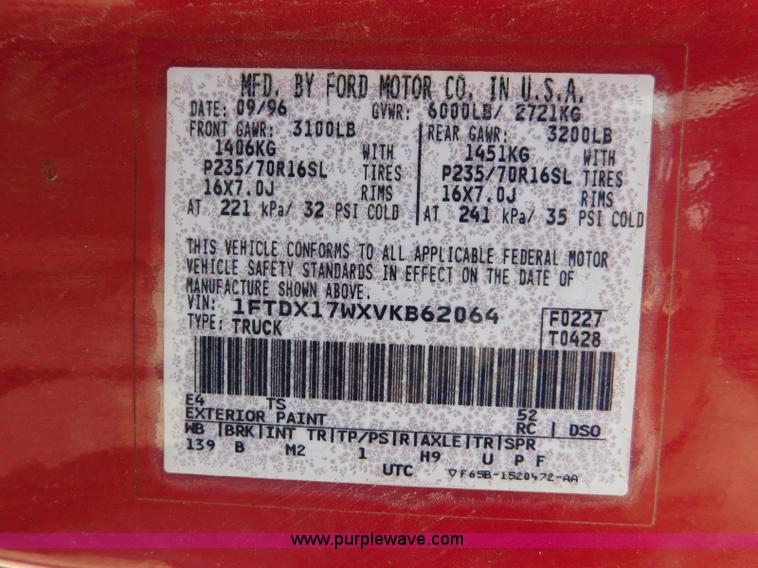 MFD. BY FORD MOTOR CO. IN U.S.A.
DATE: 09/96 GVWR: 6000LB/ 2721KG
FRONT GAWR: 3100LB REAR GAWR: 3200LB
1406KG WITH 1451KG WITH
P235/70R16SL TIRES P235/70R16SL TIRES
16X7.0J RIMS 16X7.0J RIMS
AT 221 kPa/ 32 PSI COLD AT 241 kPa/ 35 PSI COLD
THIS VEHICLE CONFORMS TO ALL APPLICABLE FEDERAL MOTOR
VEHICLE SAFETY STANDARDS IN EFFECT ON THE DATE OF
MANUFACTURE SHOWN ABOVE.
VIN: 1FTDX17WXVKB62064 F0227
TYPE: TRUCK T0428
E4 TS 52
EXTERIOR PAINT RC DSO
WB BRK INT TR TP/PS R AXLE TR SPR
139 B M2 1 H9 U P F
UTC F65B-1520472-AA
www.purplewave.com